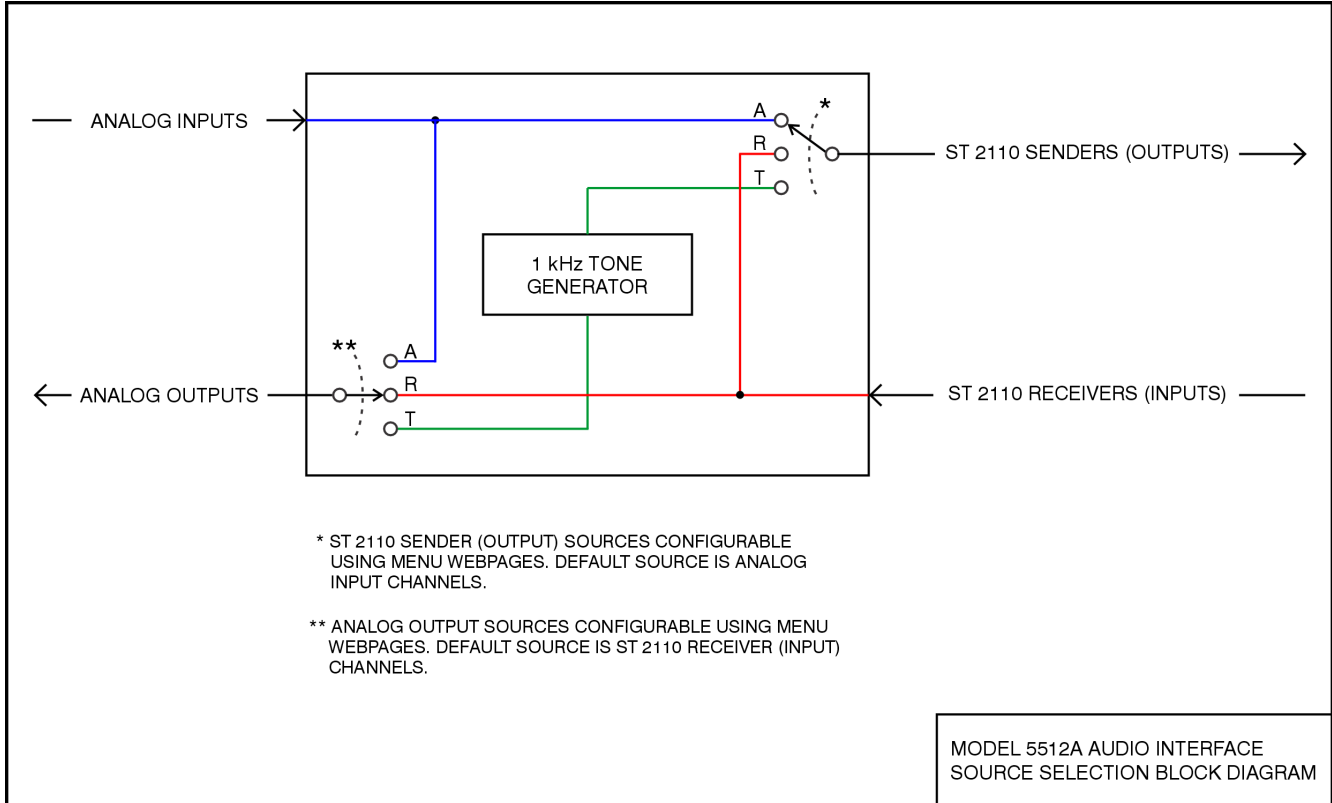 ANALOG INPUTS
A
*
R
ST 2110 SENDERS (OUTPUTS)
T
1 kHz TONE
GENERATOR
**
A
ANALOG OUTPUTS
R
ST 2110 RECEIVERS (INPUTS)
T
* ST 2110 SENDER (OUTPUT) SOURCES CONFIGURABLE
USING MENU WEBPAGES. DEFAULT SOURCE IS ANALOG
INPUT CHANNELS.
** ANALOG OUTPUT SOURCES CONFIGURABLE USING MENU
WEBPAGES. DEFAULT SOURCE IS ST 2110 RECEIVER (INPUT)
CHANNELS.
MODEL 5512A AUDIO INTERFACE
SOURCE SELECTION BLOCK DIAGRAM